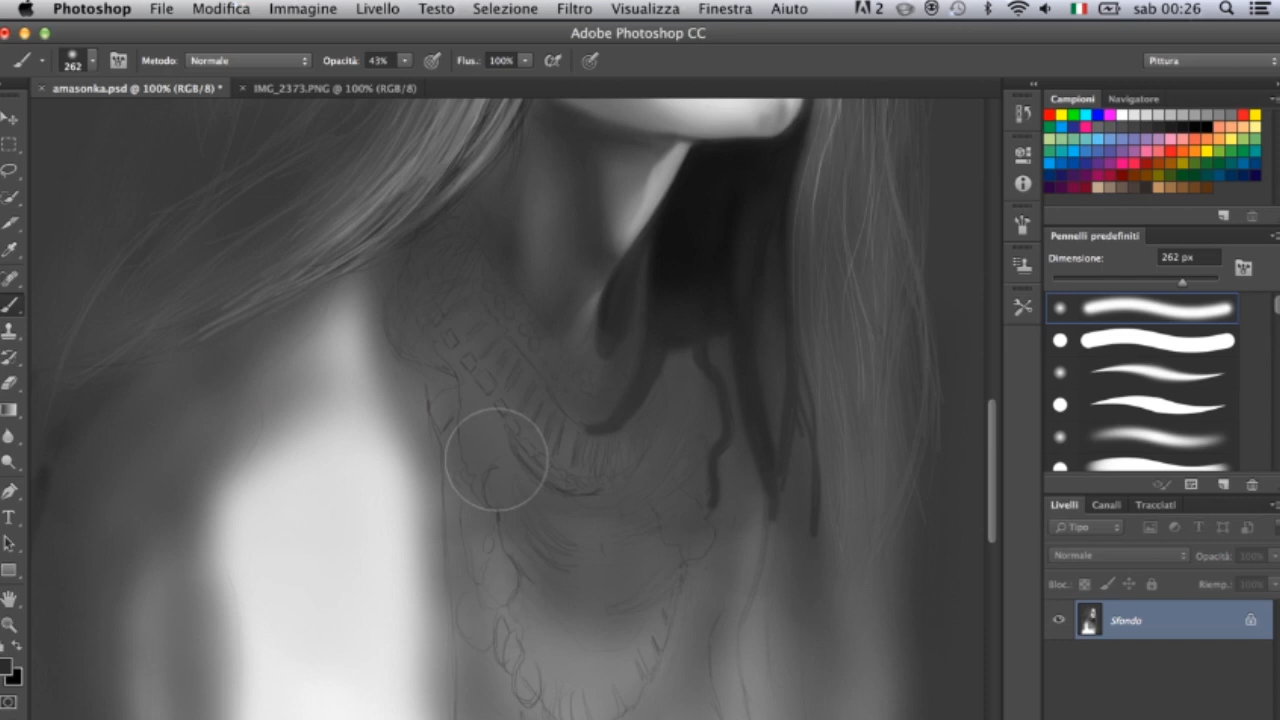 Photoshop File Modifica Immagine Livello Testo Selezione Filtro Visualizza Finestra Aiuto 2 sab 00:26
Adobe Photoshop CC
262 Metodo: Normale Opacità: 43% Flus.: 100% Pittura
× amasonka.psd @ 100% (RGB/8) * × IMG_2373.PNG @ 100% (RGB/8)
Campioni Navigatore
Pennelli predefiniti
Dimensione: 262 px
Livelli Canali Tracciati
Tipo
Normale Opacità: 100%
Bloc.: Riemp.: 100%
Sfondo